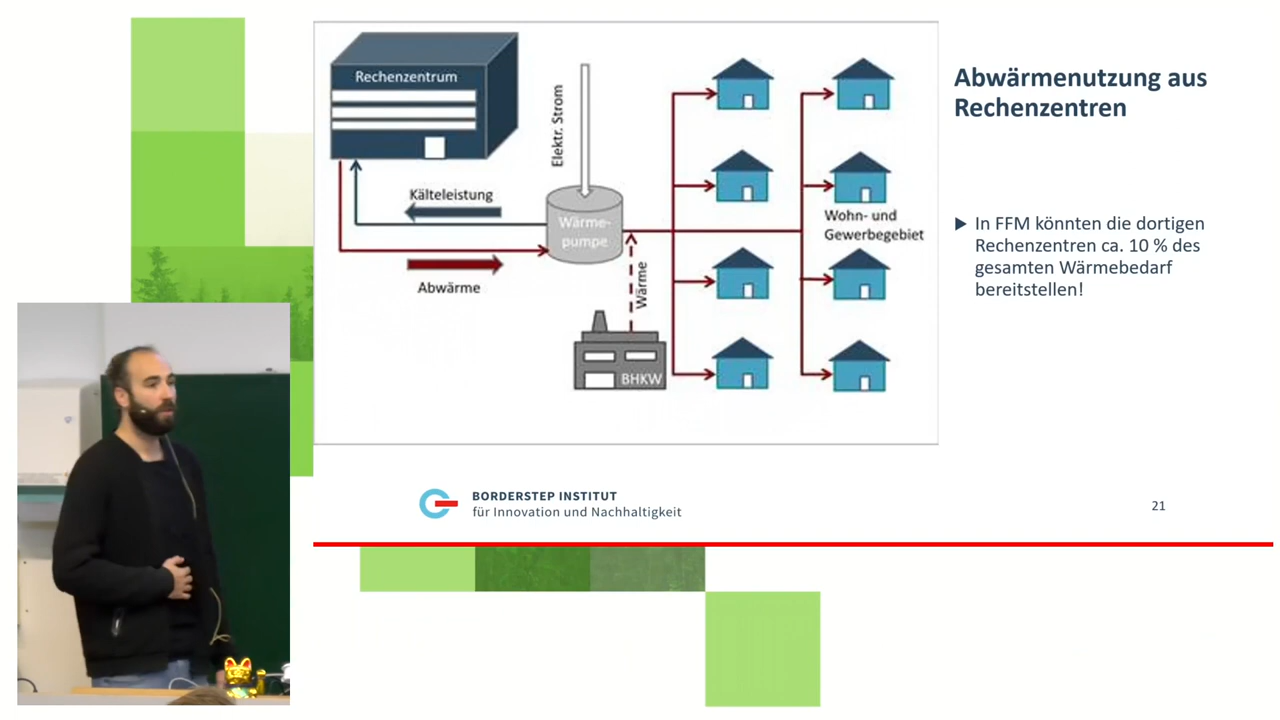 Rechenzentrum
Elektr. Strom
Kälteleistung
Wärme-
pumpe
Abwärme
Wärme
BHKW
Wohn- und
Gewerbegebiet
Abwärmenutzung aus
Rechenzentren
In FFM könnten die dortigen
Rechenzentren ca. 10 % des
gesamten Wärmebedarf
bereitstellen!
BORDERSTEP INSTITUT
für Innovation und Nachhaltigkeit
21